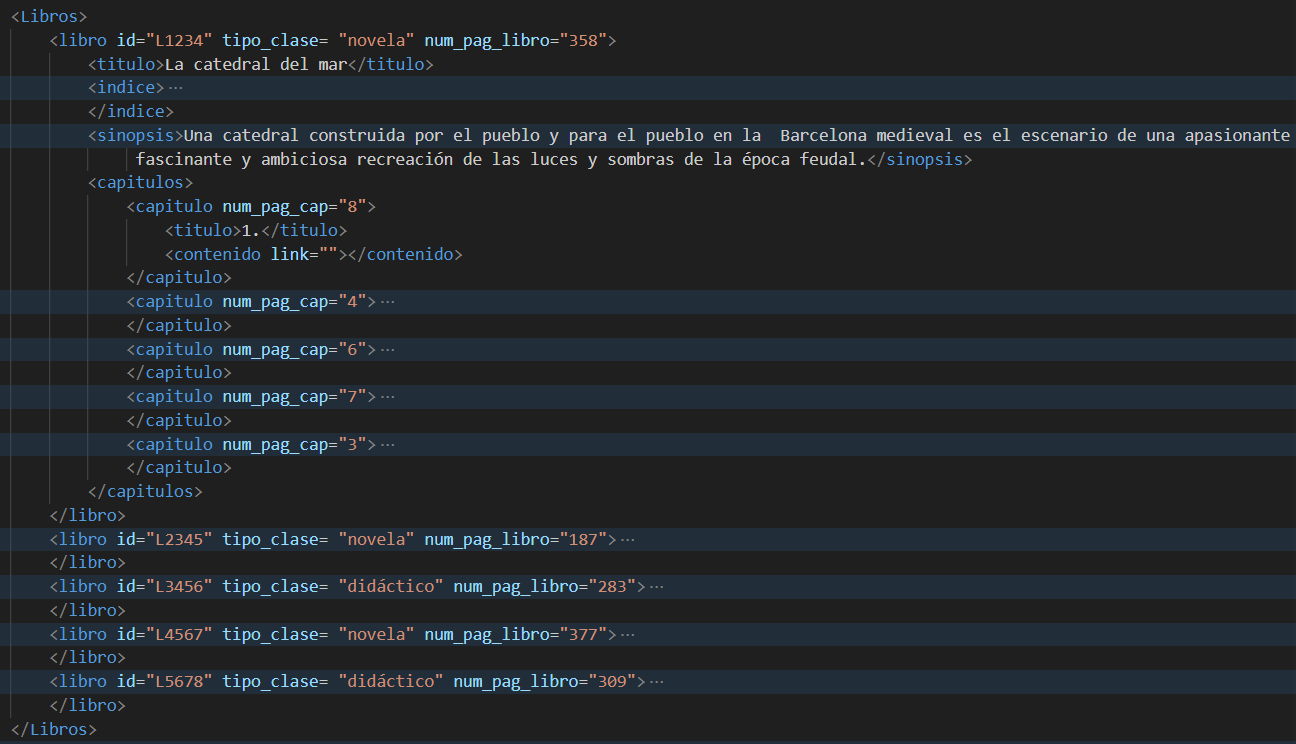 <Libros>
<libro id="L1234" tipo_clase= "novela" num_pag_libro="358">
<titulo>La catedral del mar</titulo>
<indice>···
</indice>
<sinopsis>Una catedral construida por el pueblo y para el pueblo en la  Barcelona medieval es el escenario de una apasionante
fascinante y ambiciosa recreación de las luces y sombras de la época feudal.</sinopsis>
<capitulos>
<capitulo num_pag_cap="8">
<titulo>1.</titulo>
<contenido link=""></contenido>
</capitulo>
<capitulo num_pag_cap="4">···
</capitulo>
<capitulo num_pag_cap="6">···
</capitulo>
<capitulo num_pag_cap="7">···
</capitulo>
<capitulo num_pag_cap="3">···
</capitulo>
</capitulos>
</libro>
<libro id="L2345" tipo_clase= "novela" num_pag_libro="187">···
</libro>
<libro id="L3456" tipo_clase= "didáctico" num_pag_libro="283">···
</libro>
<libro id="L4567" tipo_clase= "novela" num_pag_libro="377">···
</libro>
<libro id="L5678" tipo_clase= "didáctico" num_pag_libro="309">···
</libro>
</Libros>